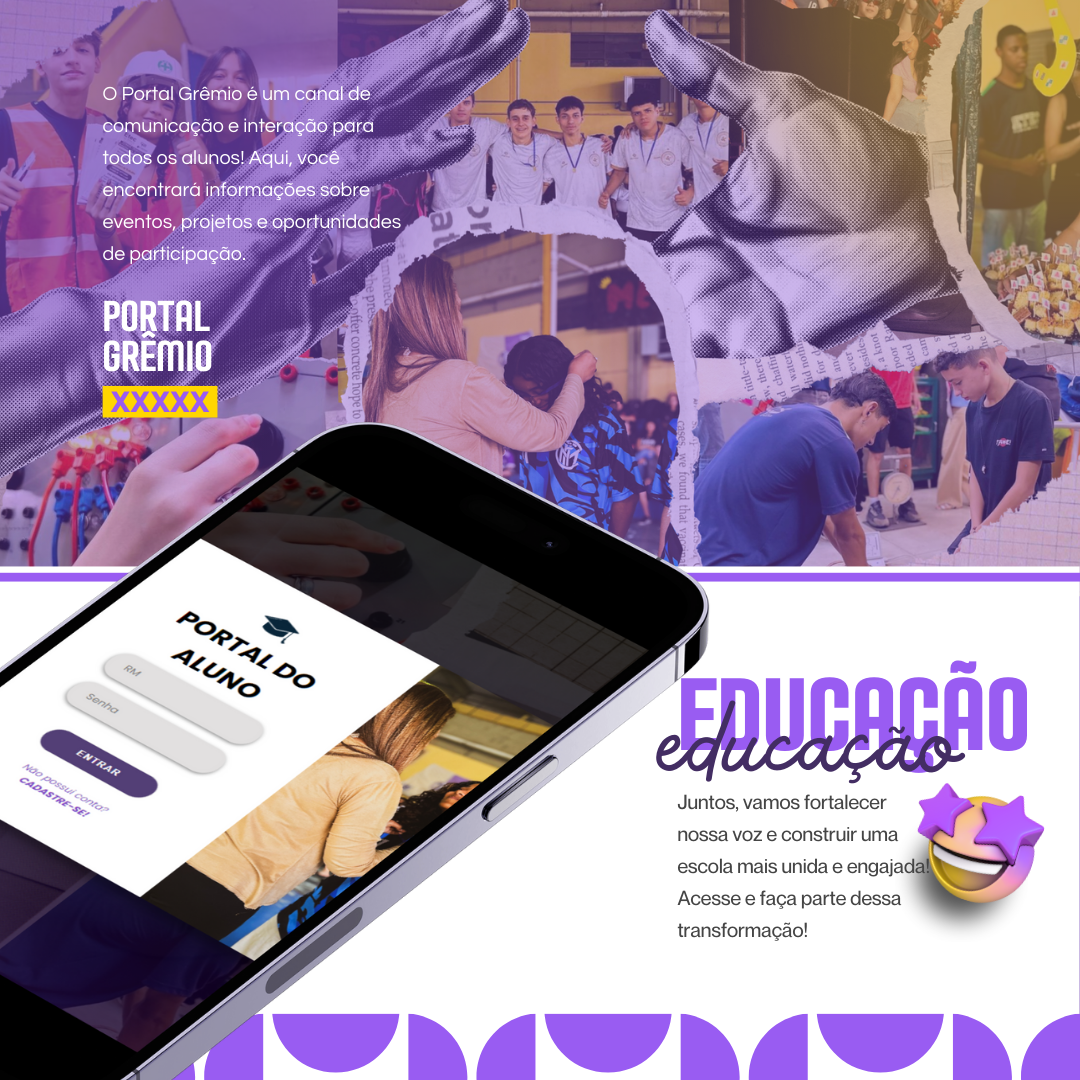 O Portal Grêmio é um canal de
comunicação e interação para
todos os alunos! Aqui, você
encontrará informações sobre
eventos, projetos e oportunidades
de participação.
PORTAL
GRÊMIO
XXXXX
PORTAL DO
ALUNO
RM
Senha
ENTRAR
Não possui conta?
CADASTRE-SE!
EDUCAÇÃO
educação
Juntos, vamos fortalecer
nossa voz e construir uma
escola mais unida e engajada!
Acesse e faça parte dessa
transformação!